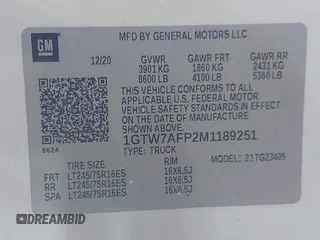 GM
MFD BY GENERAL MOTORS LLC
12/20 GVWR GAWR FRT GAWR RR
3901 KG 1860 KG 2431 KG
8600 LB 4100 LB 5360 LB
THIS VEHICLE CONFORMS TO ALL
APPLICABLE U.S. FEDERAL MOTOR
VEHICLE SAFETY STANDARDS IN EFFECT
ON THE DATE OF MANUFACTURE
SHOWN ABOVE.
1GTW7AFP2M1189251
8624 TYPE: TRUCK 21TG23405
TIRE SIZE RIM
FRT LT245/75R16ES 16X6.5J
RR LT245/75R16ES 16X6.5J
SPA LT245/75R16ES 16X6.5J
DREAMBID